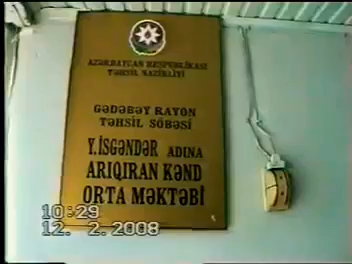 AZƏRBAYCAN RESPUBLİKASI
TƏHSİL NAZİRLİYİ
GƏDƏBƏY RAYON
TƏHSİL ŞÖBƏSİ
Y.İSGƏNDƏR ADINA
ARIQIRAN KƏND
ORTA MƏKTƏBİ
10:29
12. 2.2008